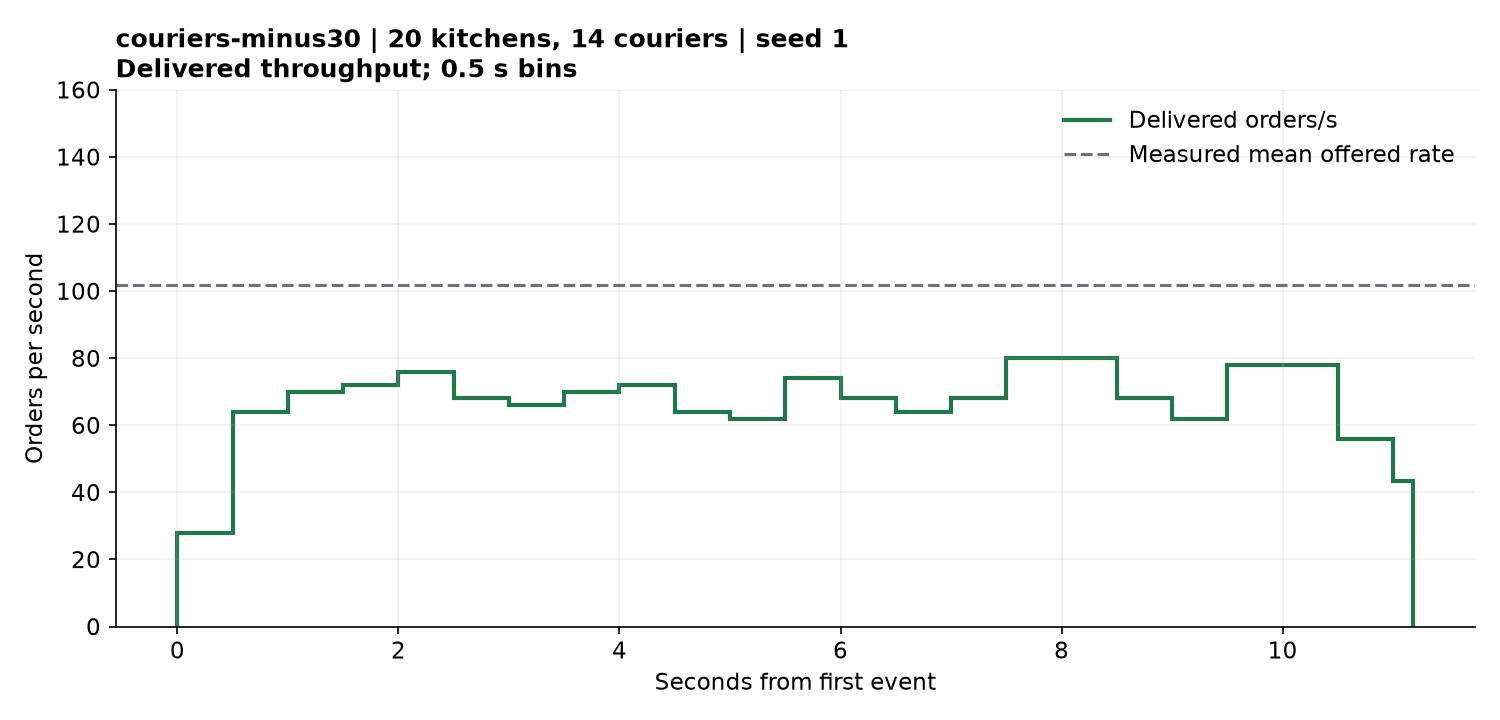 couriers-minus30 | 20 kitchens, 14 couriers | seed 1
Delivered throughput; 0.5 s bins
160
140
120
100
80
60
40
20
0
Orders per second
Delivered orders/s
Measured mean offered rate
0 2 4 6 8 10
Seconds from first event